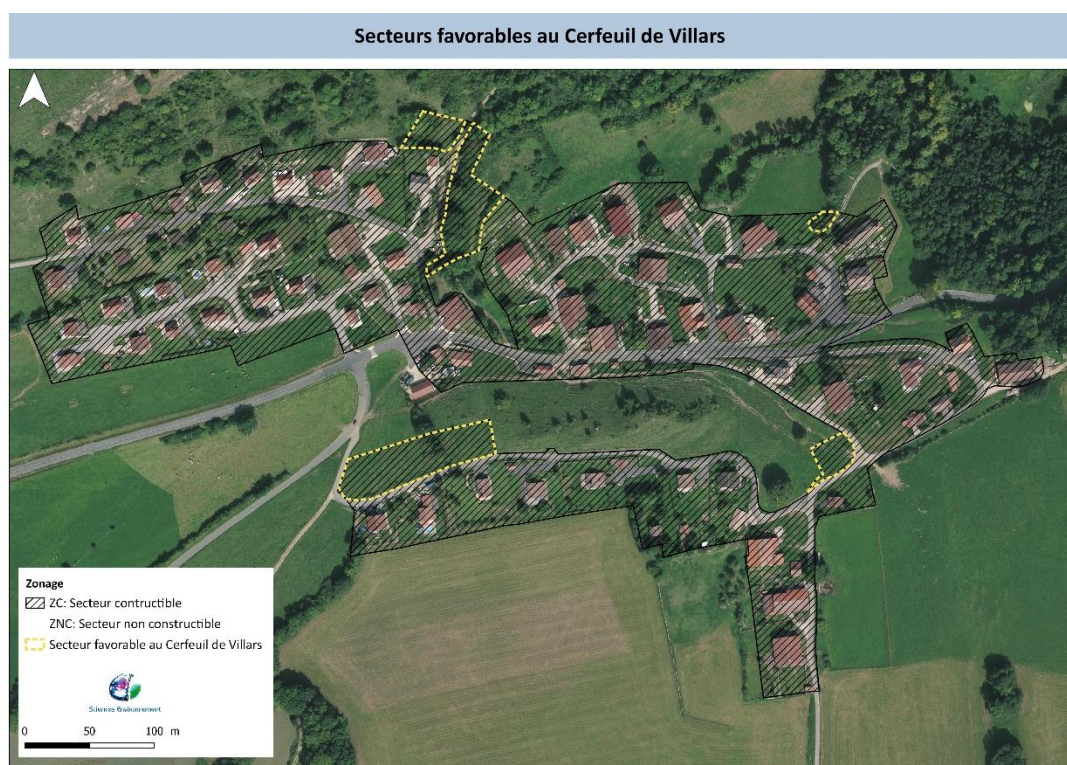 Secteurs favorables au Cerfeuil de Villars
Zonage
ZC: Secteur contructible
ZNC: Secteur non constructible
Secteur favorable au Cerfeuil de Villars
Sciences Environnement
0 50 100 m